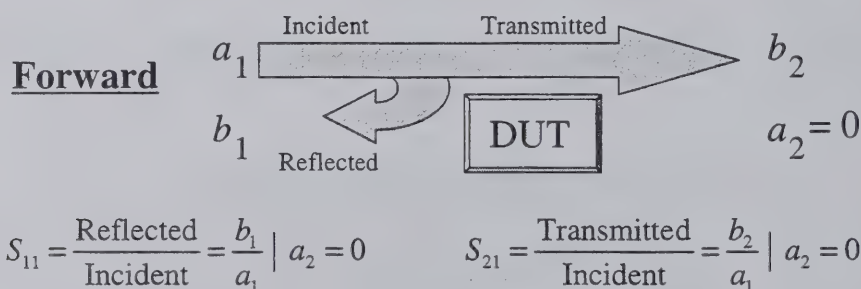 Incident Transmitted
Forward a₁ b₂
b₁ DUT a₂ = 0
Reflected
S₁₁ = Reflected / Incident = b₁ / a₁ | a₂ = 0 S₂₁ = Transmitted / Incident = b₂ / a₁ | a₂ = 0